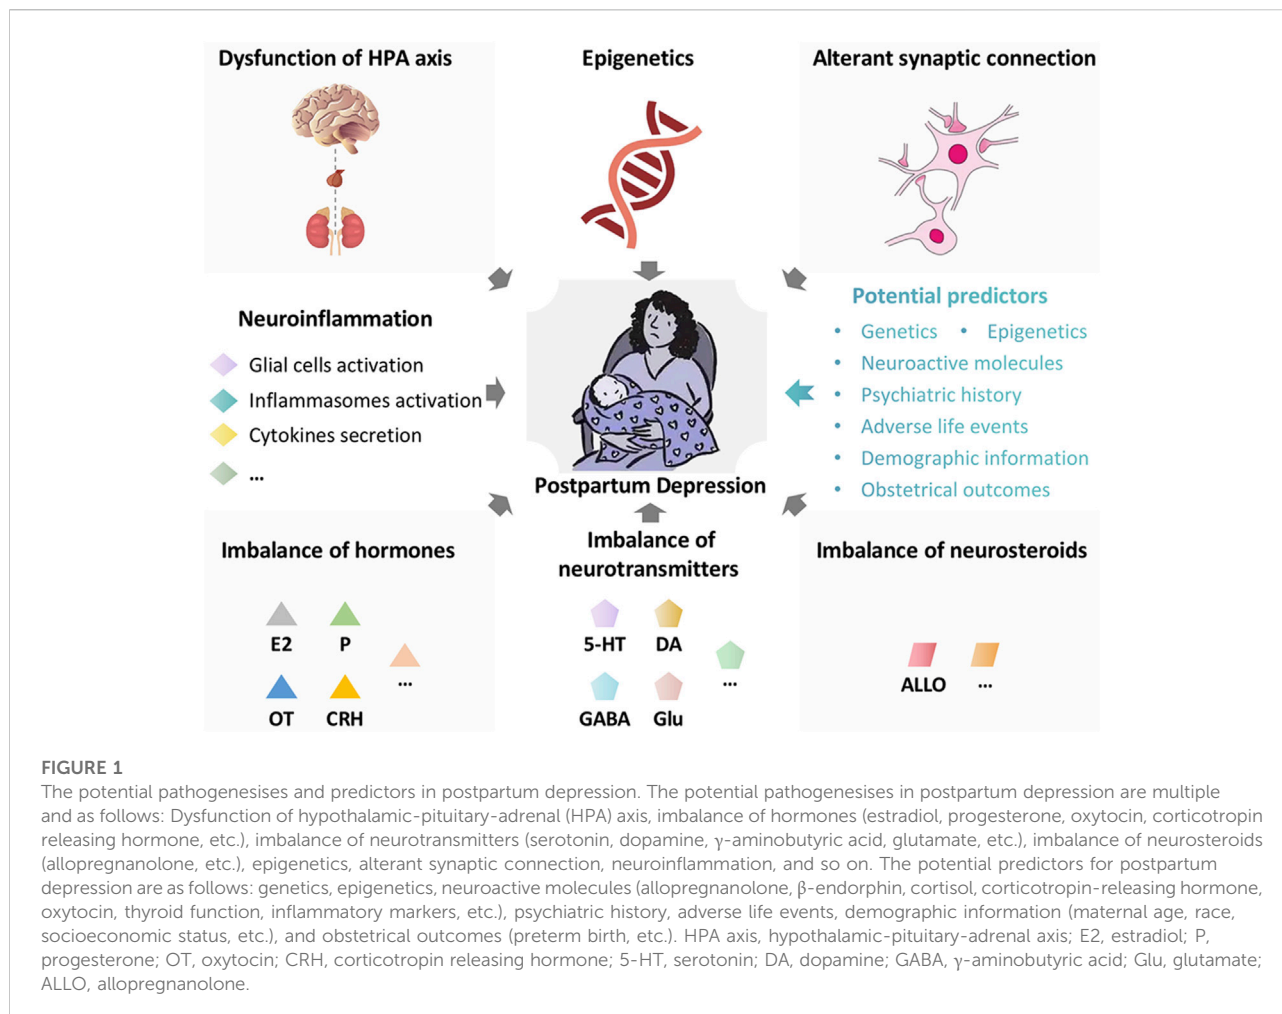 Dysfunction of HPA axis
Epigenetics
Alterant synaptic connection
Neuroinflammation
Glial cells activation
Inflammasomes activation
Cytokines secretion
...
Postpartum Depression
Potential predictors
• Genetics • Epigenetics
• Neuroactive molecules
• Psychiatric history
• Adverse life events
• Demographic information
• Obstetrical outcomes
Imbalance of hormones
E2 P
...
OT CRH
Imbalance of
neurotransmitters
5-HT DA
...
GABA Glu
Imbalance of neurosteroids
ALLO ...
FIGURE 1
The potential pathogenesises and predictors in postpartum depression. The potential pathogenesises in postpartum depression are multiple
and as follows: Dysfunction of hypothalamic-pituitary-adrenal (HPA) axis, imbalance of hormones (estradiol, progesterone, oxytocin, corticotropin
releasing hormone, etc.), imbalance of neurotransmitters (serotonin, dopamine, γ-aminobutyric acid, glutamate, etc.), imbalance of neurosteroids
(allopregnanolone, etc.), epigenetics, alterant synaptic connection, neuroinflammation, and so on. The potential predictors for postpartum
depression are as follows: genetics, epigenetics, neuroactive molecules (allopregnanolone, β-endorphin, cortisol, corticotropin-releasing hormone,
oxytocin, thyroid function, inflammatory markers, etc.), psychiatric history, adverse life events, demographic information (maternal age, race,
socioeconomic status, etc.), and obstetrical outcomes (preterm birth, etc.). HPA axis, hypothalamic-pituitary-adrenal axis; E2, estradiol; P,
progesterone; OT, oxytocin; CRH, corticotropin releasing hormone; 5-HT, serotonin; DA, dopamine; GABA, γ-aminobutyric acid; Glu, glutamate;
ALLO, allopregnanolone.